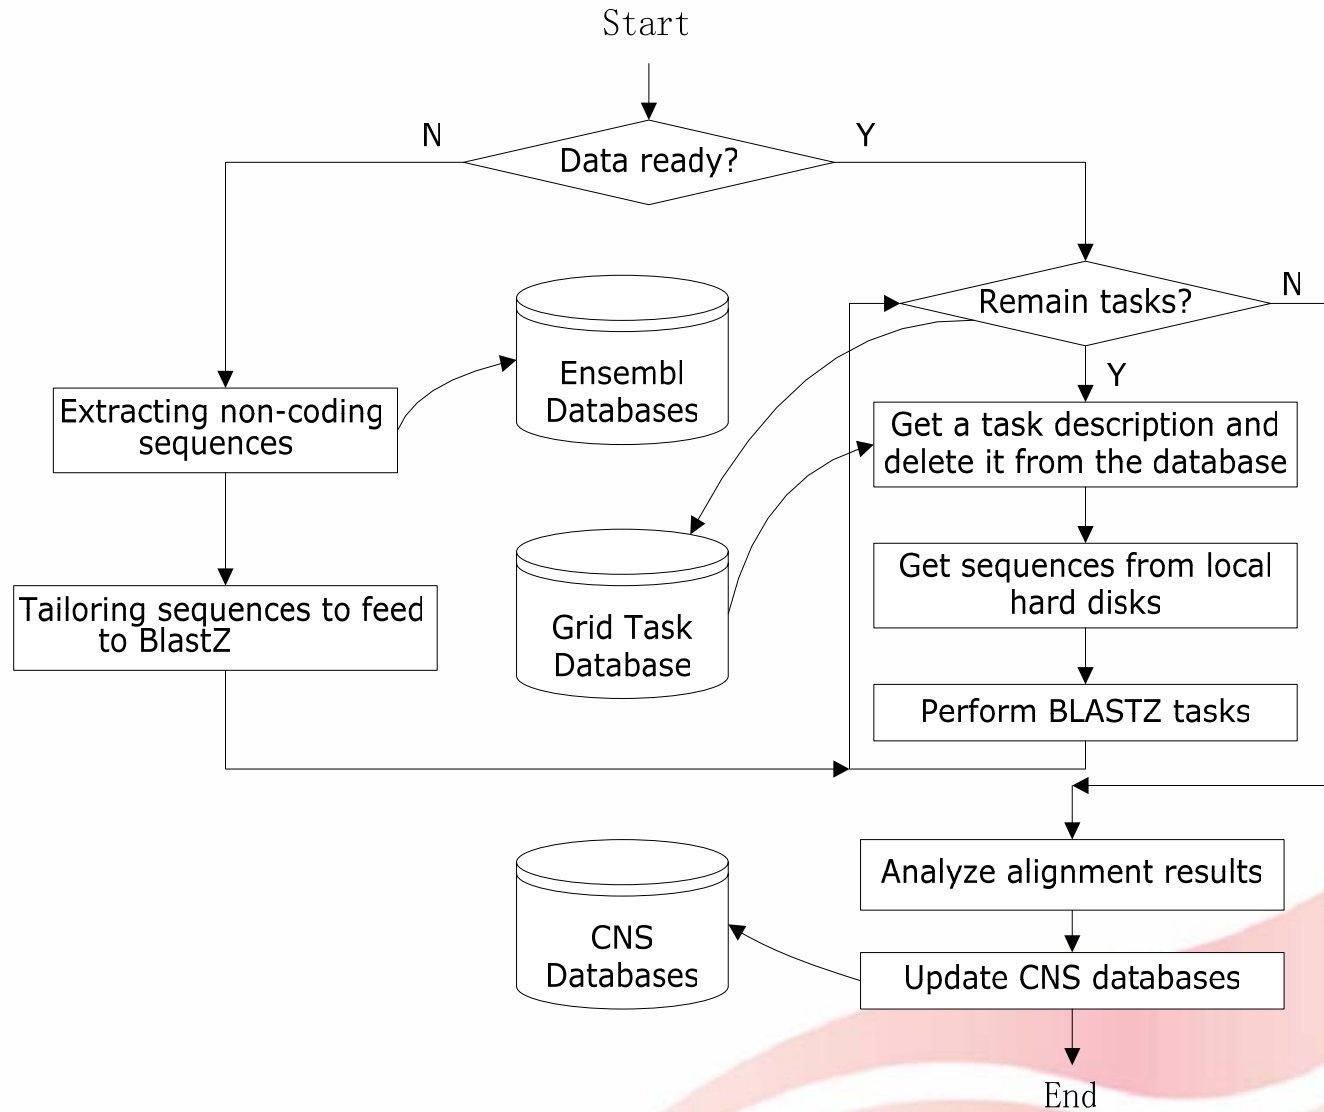 Start
N
Y
Data ready?
Remain tasks?
N
Ensembl
Databases
Y
Extracting non-coding
sequences
Get a task description and
delete it from the database
Get sequences from local
hard disks
Tailoring sequences to feed
to BlastZ
Grid Task
Database
Perform BLASTZ tasks
Analyze alignment results
CNS
Databases
Update CNS databases
End